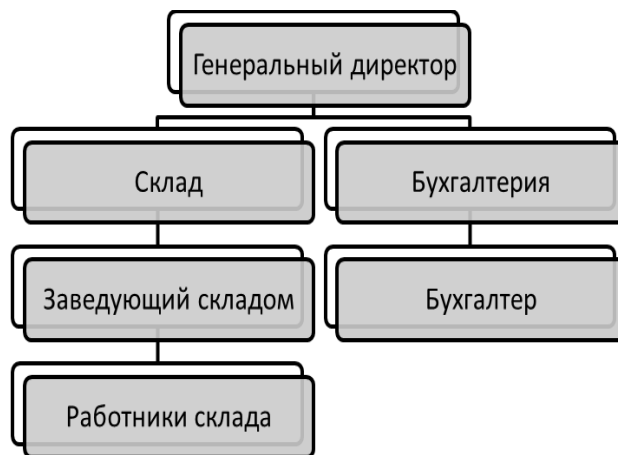 Генеральный директор
Склад
Бухгалтерия
Заведующий складом
Бухгалтер
Работники склада